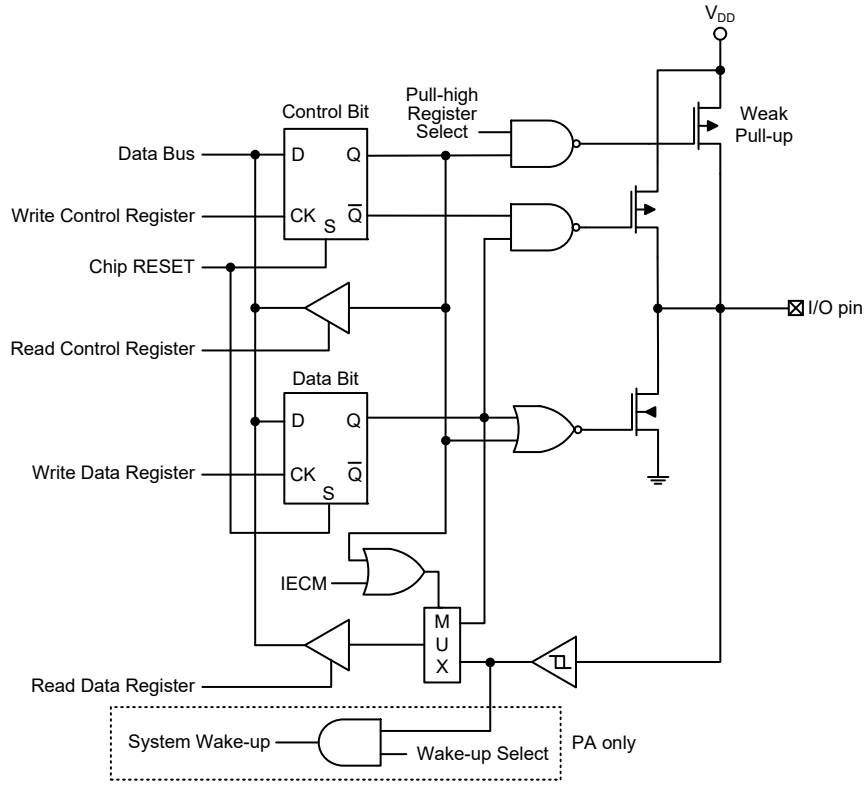 V_DD
Pull-high
Register
Select
Weak
Pull-up
Control Bit
Data Bus
D
Q
Write Control Register
CK
Q̅
S
Chip RESET
I/O pin
Read Control Register
Data Bit
D
Q
Write Data Register
CK
Q̅
S
IECM
M
U
X
Read Data Register
System Wake-up
Wake-up Select
PA only